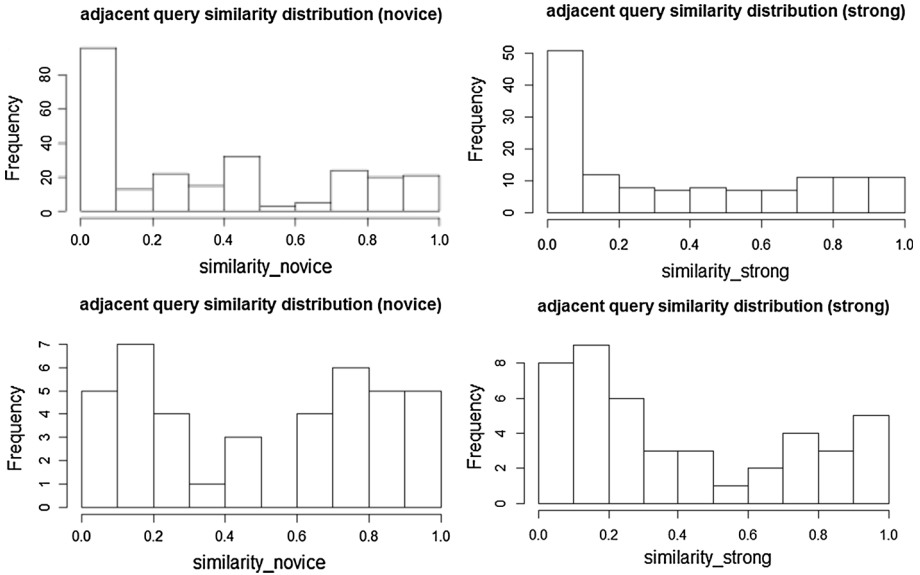 adjacent query similarity distribution (novice)
Frequency
0 20 40 60 80
0.0 0.2 0.4 0.6 0.8 1.0
similarity_novice
adjacent query similarity distribution (strong)
Frequency
0 10 20 30 40 50
0.0 0.2 0.4 0.6 0.8 1.0
similarity_strong
adjacent query similarity distribution (novice)
Frequency
0 1 2 3 4 5 6 7
0.0 0.2 0.4 0.6 0.8 1.0
similarity_novice
adjacent query similarity distribution (strong)
Frequency
0 2 4 6 8
0.0 0.2 0.4 0.6 0.8 1.0
similarity_strong